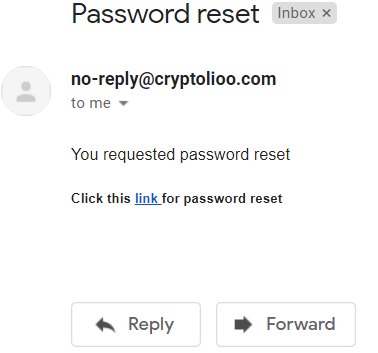 Password reset Inbox ×
no-reply@cryptolioo.com
to me
You requested password reset
Click this link for password reset
Reply Forward